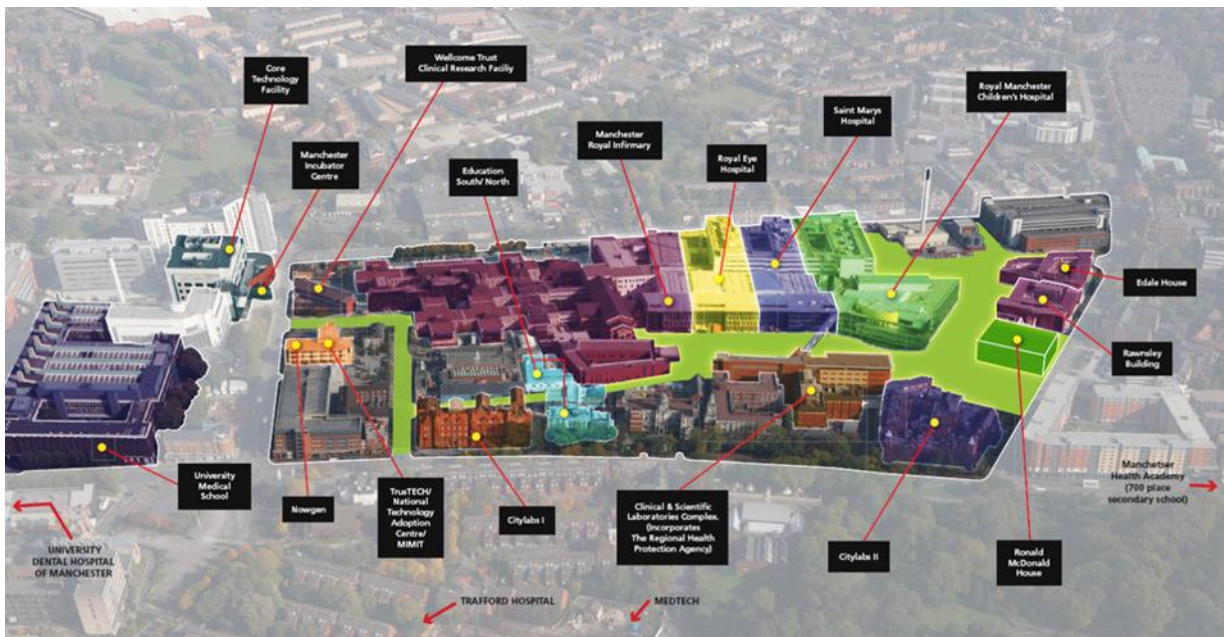 Core
Technology
Facility
Wellcome Trust
Clinical Research Faciliy
Manchester
Incubator
Centre
Education
South/ North
Manchester
Royal Infirmary
Royal Eye
Hospital
Saint Marys
Hospital
Royal Manchester
Children's Hospital
Edale House
Rawnsley
Building
University
Medical
School
Nowgen
TrusTECH/
National
Technology
Adoption
Centre/
MIMIT
Citylabs I
Clinical & Scientific
Laboratories Complex.
(Incorporates
The Regional Health
Protection Agency)
Citylabs II
Ronald
McDonald
House
Manchetser
Health Academy
(700 place
secondary school)
UNIVERSITY
DENTAL HOSPITAL
OF MANCHESTER
TRAFFORD HOSPITAL
MEDTECH